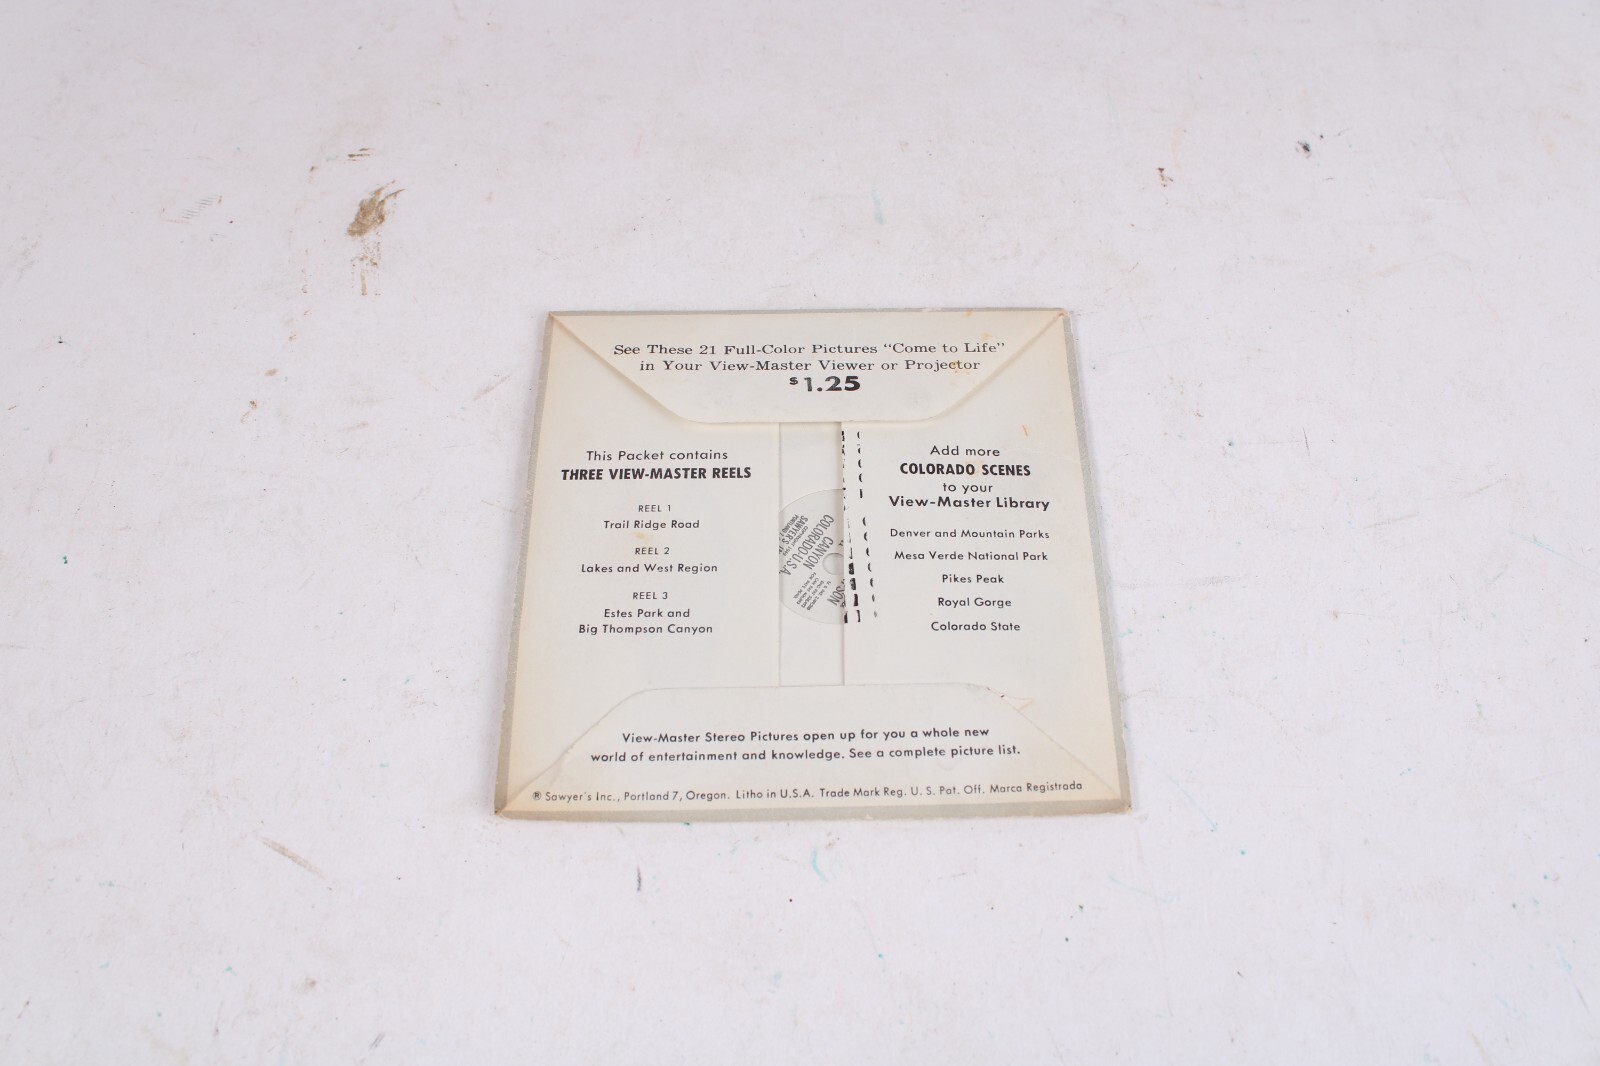 See These 21 Full-Color Pictures “Come to Life”
in Your View-Master Viewer or Projector
$1.25
This Packet contains
THREE VIEW-MASTER REELS
REEL 1
Trail Ridge Road
REEL 2
Lakes and West Region
REEL 3
Estes Park and
Big Thompson Canyon
SAWYER'S
COLORADO-U.S.A.
CANYON
Add more
COLORADO SCENES
to your
View-Master Library
Denver and Mountain Parks
Mesa Verde National Park
Pikes Peak
Royal Gorge
Colorado State
View-Master Stereo Pictures open up for you a whole new
world of entertainment and knowledge. See a complete picture list.
® Sawyer's Inc., Portland 7, Oregon. Litho in U.S.A. Trade Mark Reg. U. S. Pat. Off. Marca Registrada